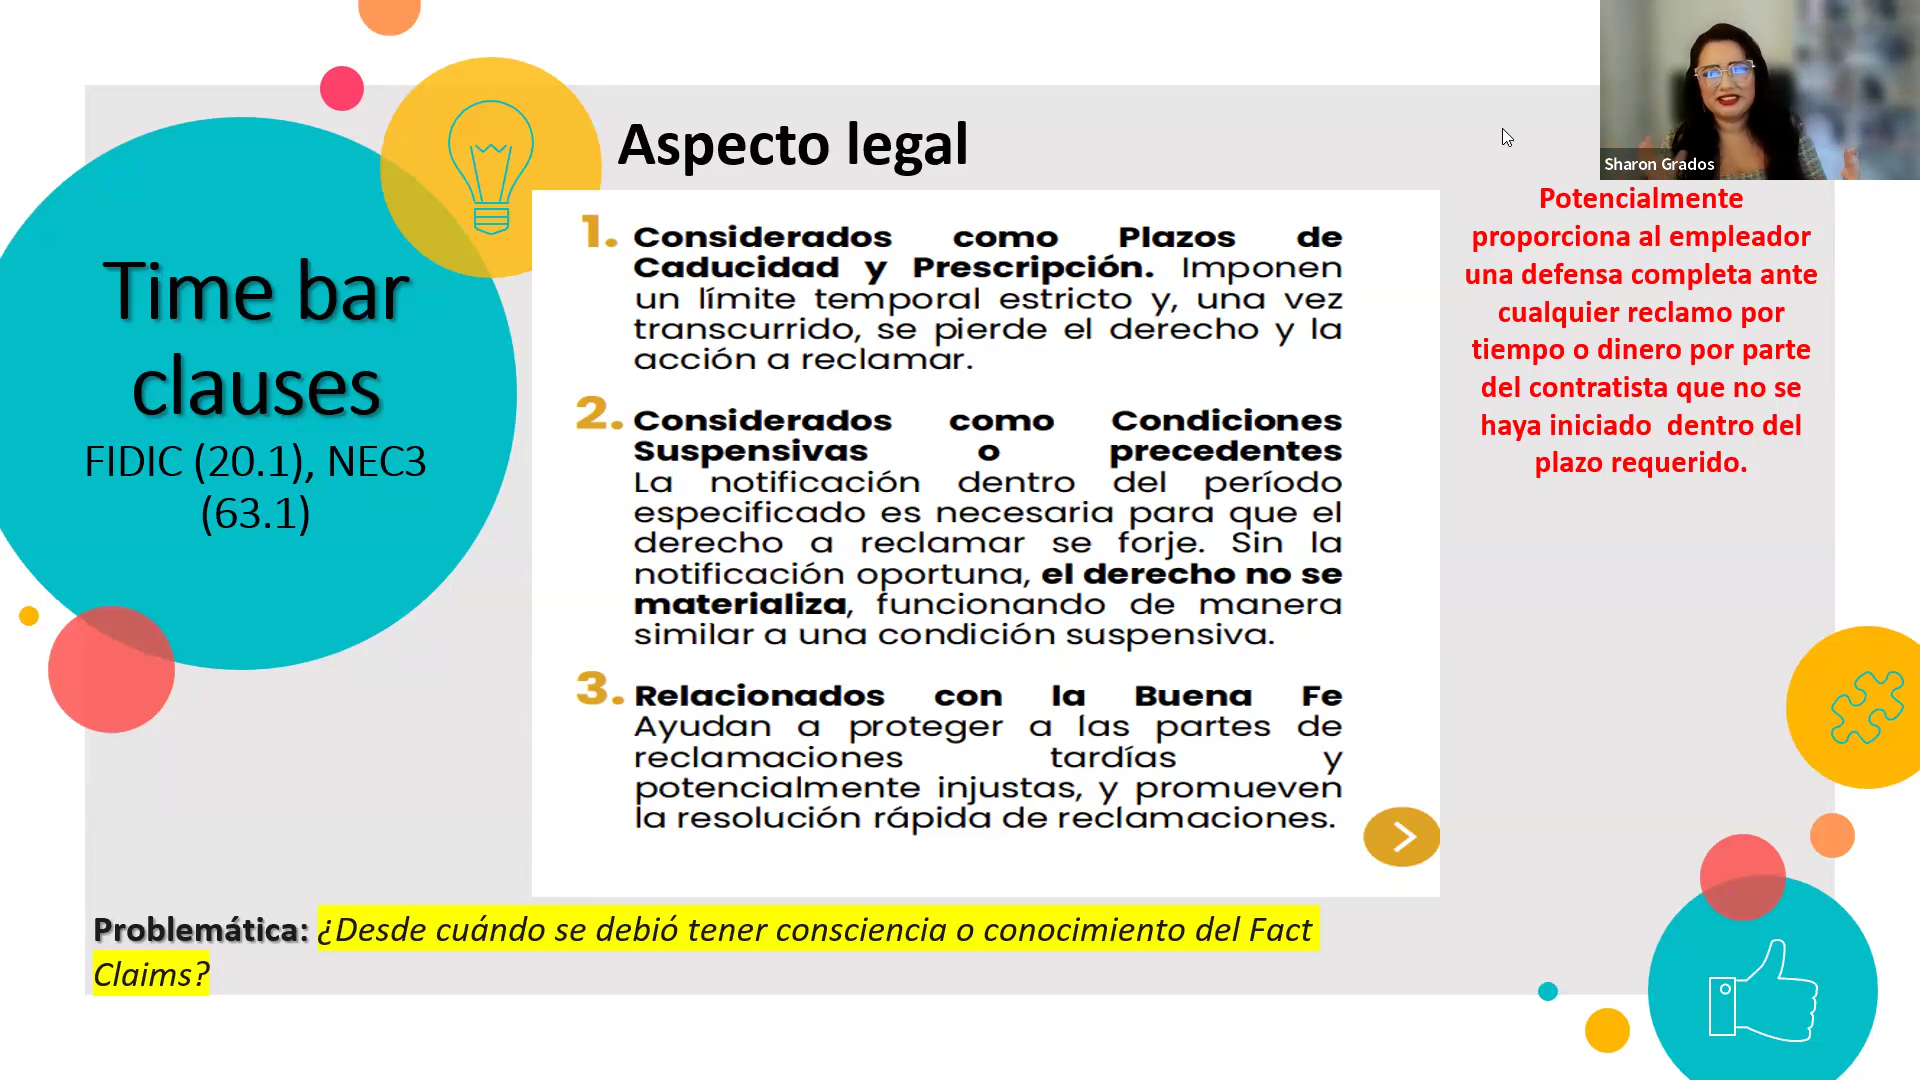 Time bar
clauses
FIDIC (20.1), NEC3
(63.1)
Aspecto legal
1. Considerados como Plazos de
Caducidad y Prescripción. Imponen
un límite temporal estricto y, una vez
transcurrido, se pierde el derecho y la
acción a reclamar.
2. Considerados como Condiciones
Suspensivas o precedentes
La notificación dentro del período
especificado es necesaria para que el
derecho a reclamar se forje. Sin la
notificación oportuna, el derecho no se
materializa, funcionando de manera
similar a una condición suspensiva.
3. Relacionados con la Buena Fe
Ayudan a proteger a las partes de
reclamaciones tardías y
potencialmente injustas, y promueven
la resolución rápida de reclamaciones.
Sharon Grados
Potencialmente
proporciona al empleador
una defensa completa ante
cualquier reclamo por
tiempo o dinero por parte
del contratista que no se
haya iniciado dentro del
plazo requerido.
Problemática: ¿Desde cuándo se debió tener consciencia o conocimiento del Fact
Claims?